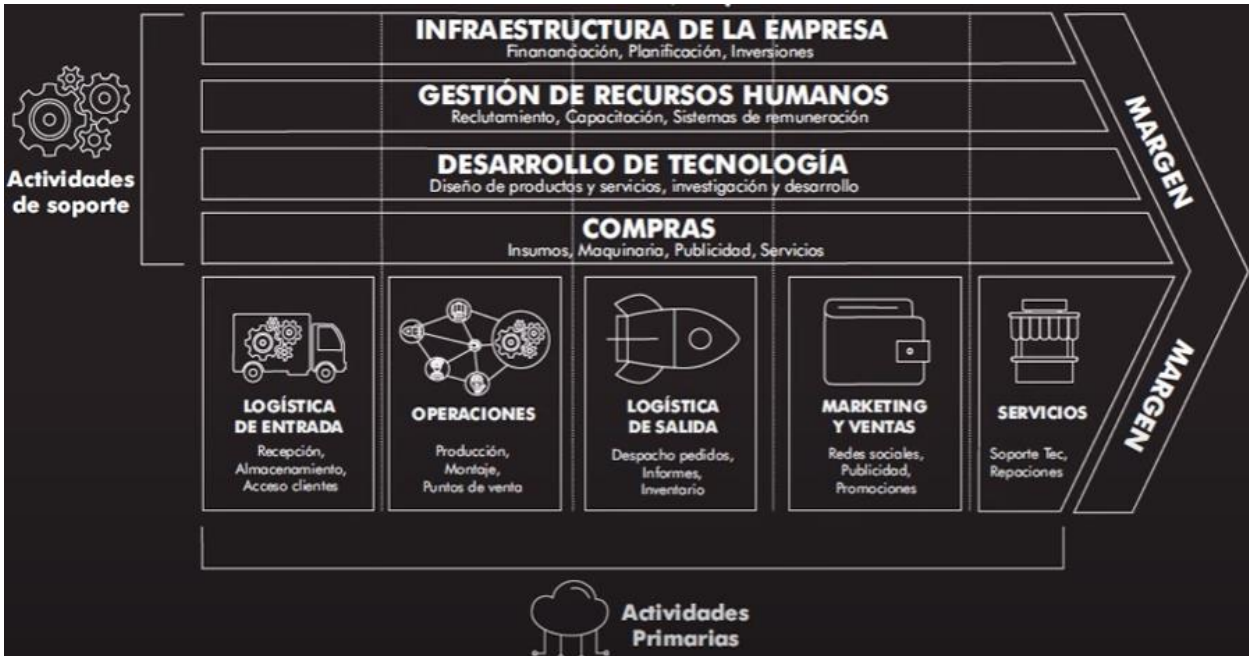 INFRAESTRUCTURA DE LA EMPRESA
Finananciación, Planificación, Inversiones
GESTIÓN DE RECURSOS HUMANOS
Reclutamiento, Capacitación, Sistemas de remuneración
DESARROLLO DE TECNOLOGÍA
Diseño de productos y servicios, investigación y desarrollo
COMPRAS
Insumos, Maquinaria, Publicidad, Servicios
Actividades
de soporte
MARGEN
MARGEN
LOGÍSTICA
DE ENTRADA
Recepción,
Almacenamiento,
Acceso clientes
OPERACIONES
Producción,
Montaje,
Puntos de venta
LOGÍSTICA
DE SALIDA
Despacho pedidos,
Informes,
Inventario
MARKETING
Y VENTAS
Redes sociales,
Publicidad,
Promociones
SERVICIOS
Soporte Tec,
Repaciones
Actividades
Primarias